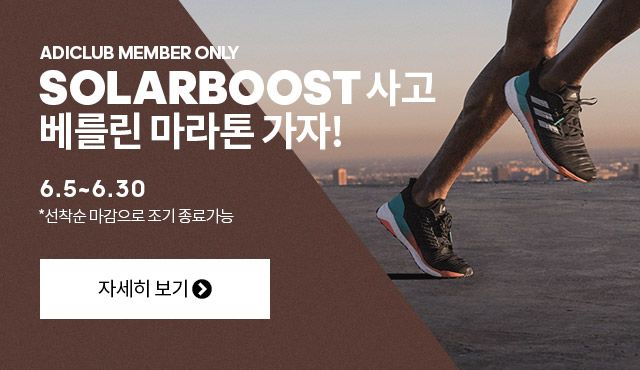 ADICLUB MEMBER ONLY
SOLARBOOST 사고
베를린 마라톤 가자!
6.5~6.30
*선착순 마감으로 조기 종료가능
자세히 보기